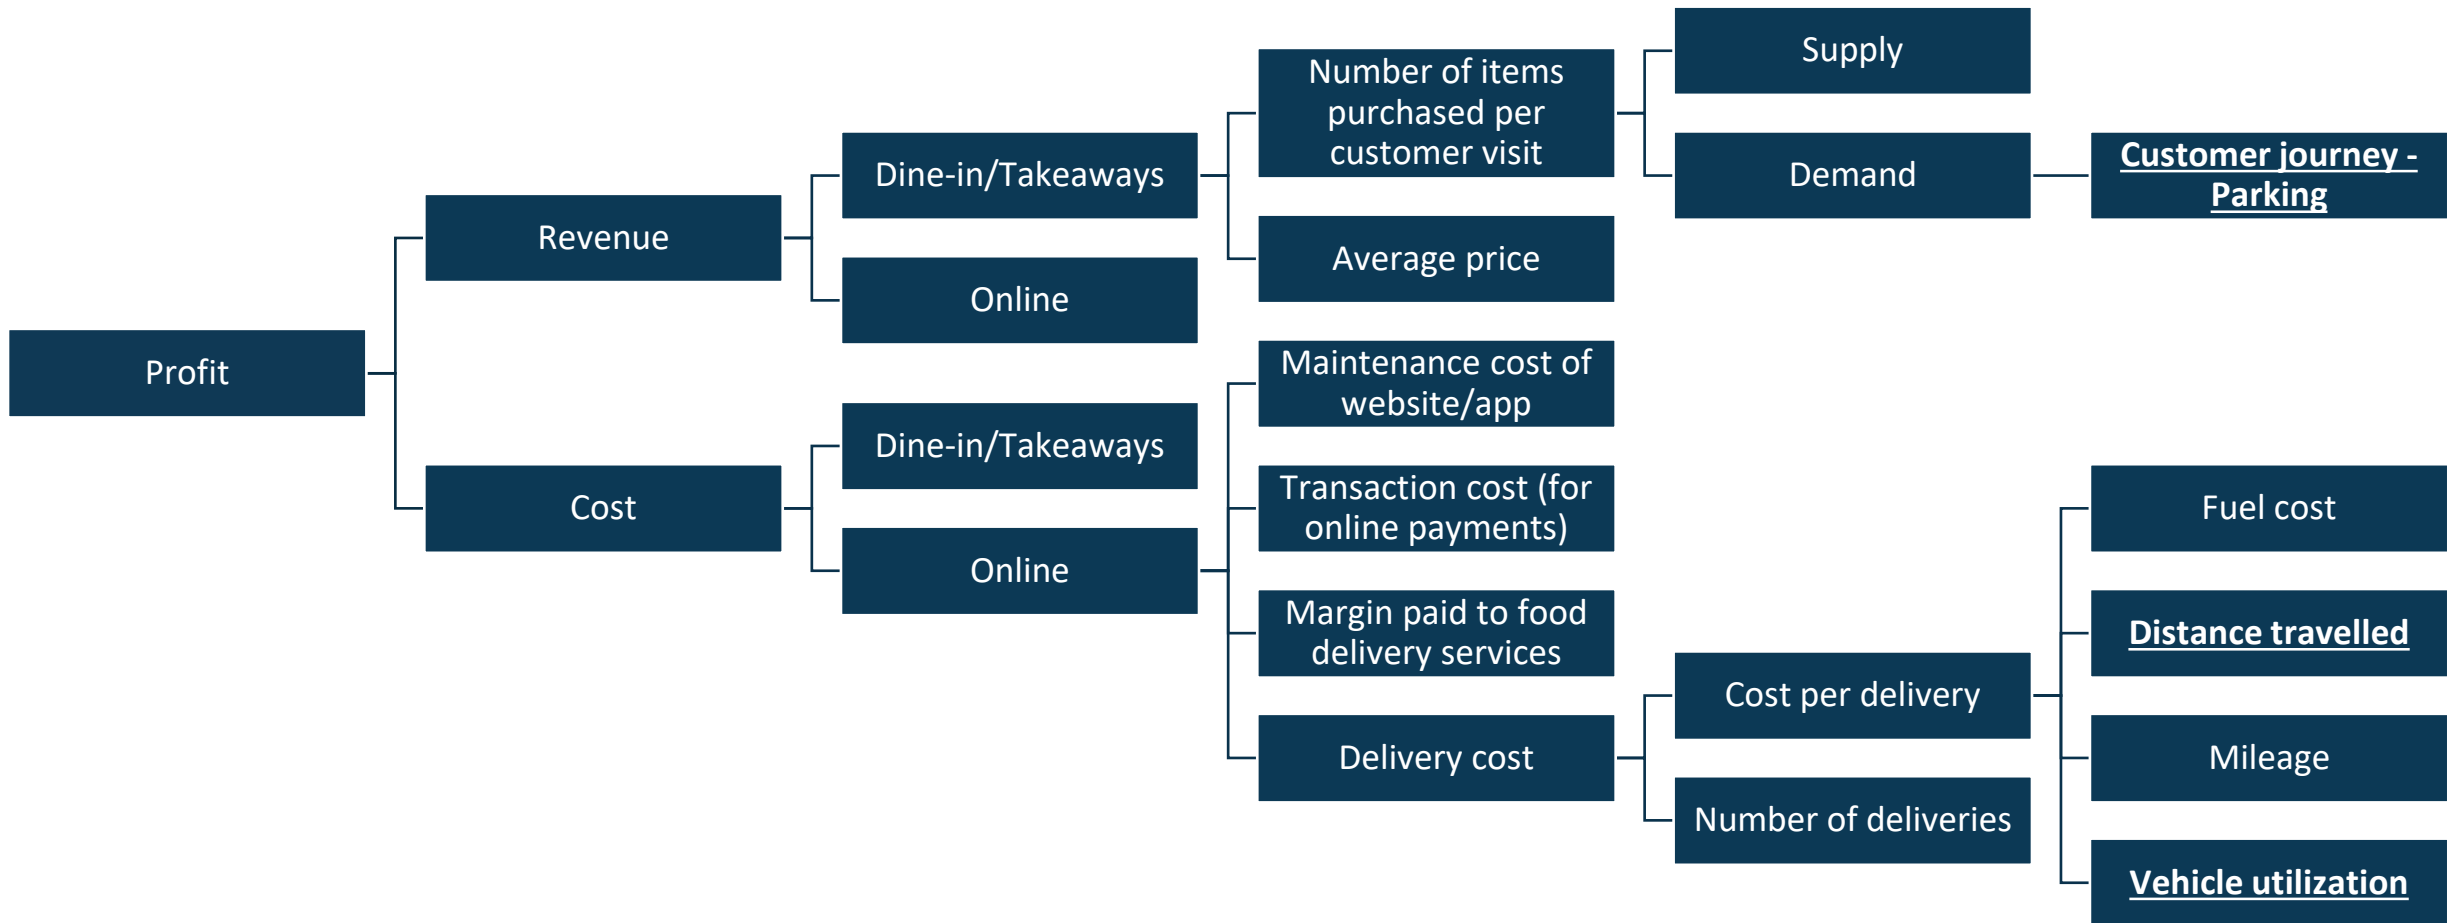 Profit
Revenue
Cost
Dine-in/Takeaways
Online
Dine-in/Takeaways
Online
Number of items
purchased per
customer visit
Average price
Maintenance cost of
website/app
Transaction cost (for
online payments)
Margin paid to food
delivery services
Delivery cost
Supply
Demand
Cost per delivery
Number of deliveries
Customer journey -
Parking
Fuel cost
Distance travelled
Mileage
Vehicle utilization